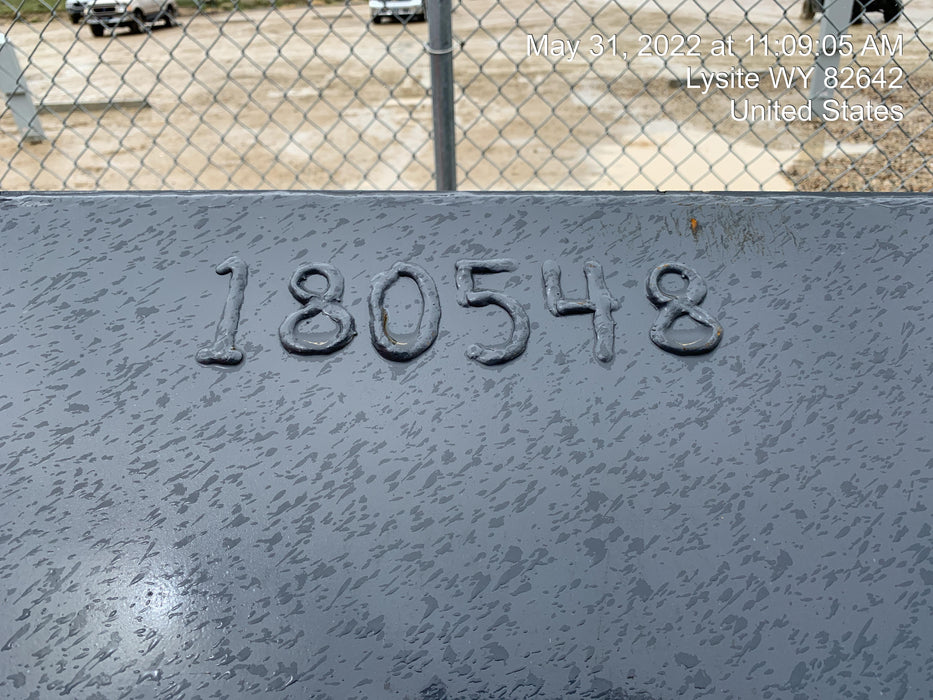 May 31, 2022 at 11:09:05 AM
Lysite WY 82642
United States
180548